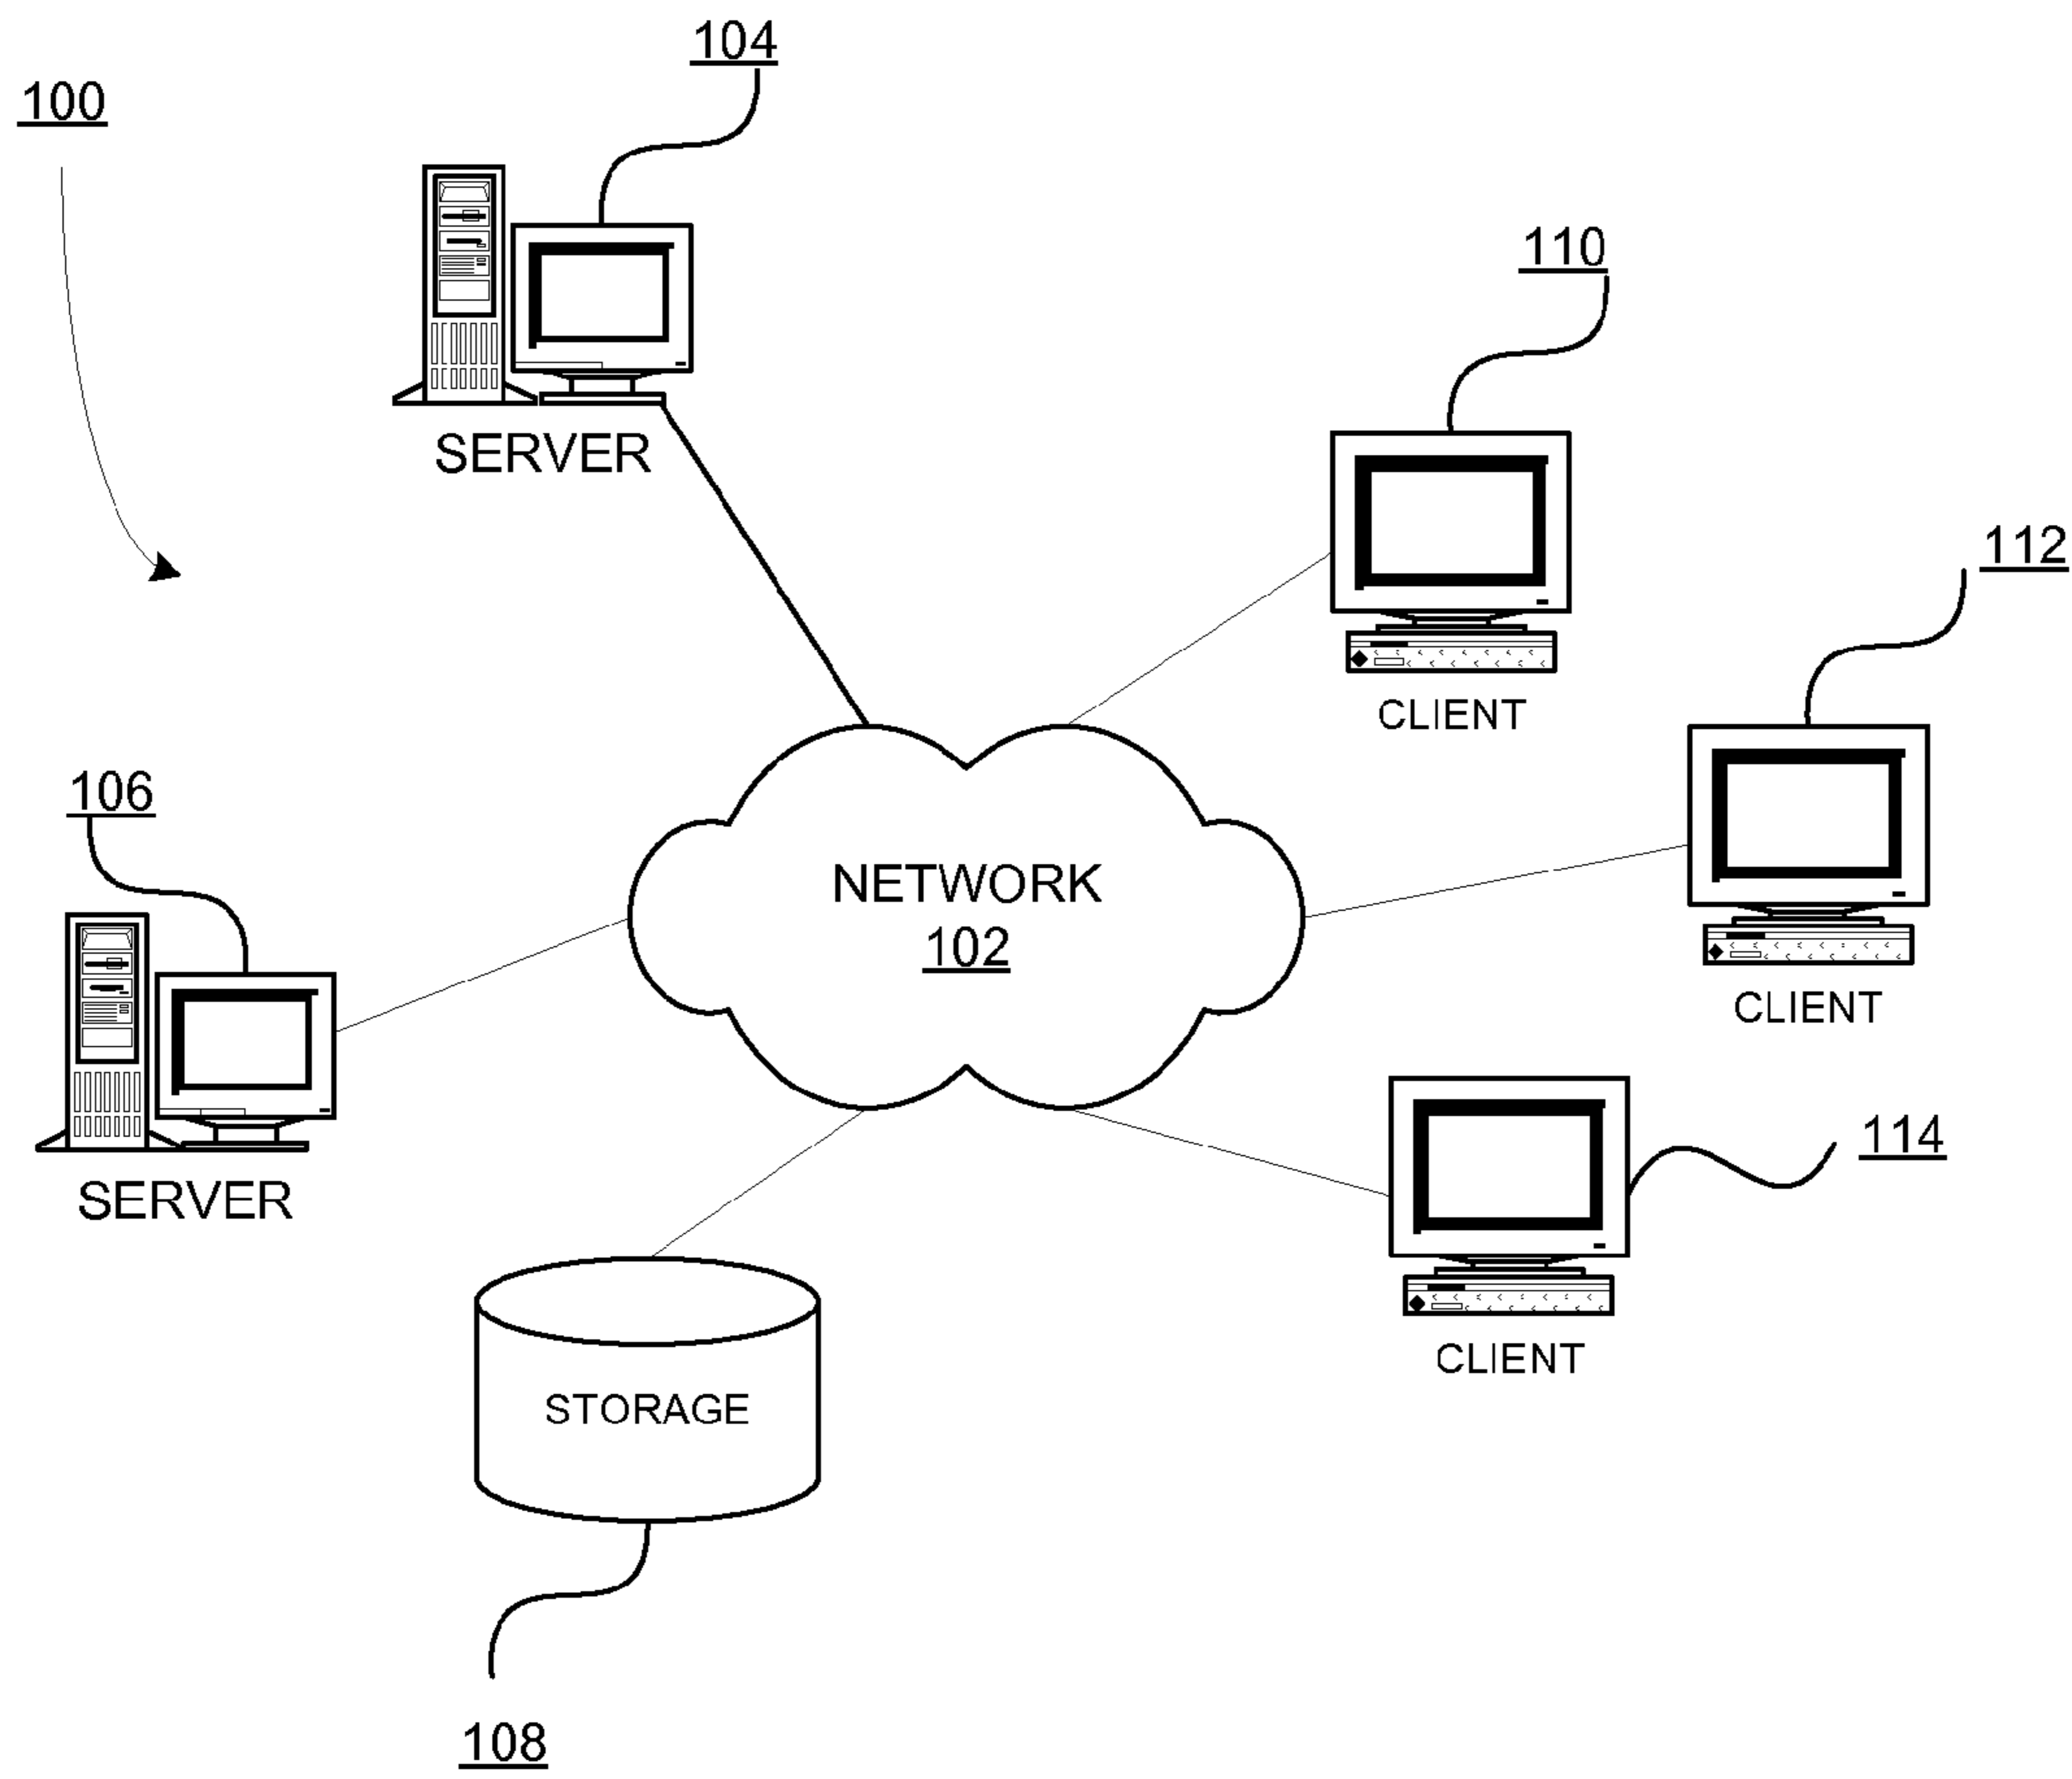 104
100
110
SERVER
112
CLIENT
106
NETWORK
102
CLIENT
114
SERVER
CLIENT
STORAGE
108